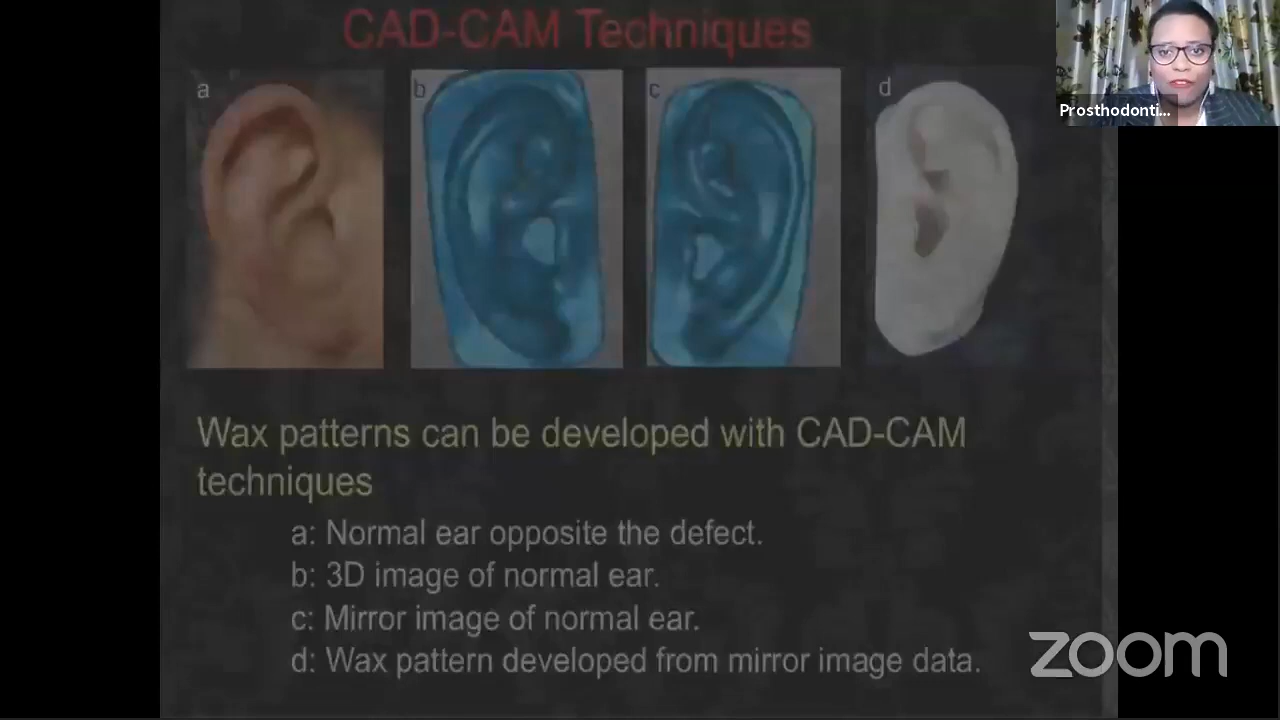 CAD-CAM Techniques
a
b
c
d
Prosthodonti...
Wax patterns can be developed with CAD-CAM
techniques
a: Normal ear opposite the defect.
b: 3D image of normal ear.
c: Mirror image of normal ear.
d: Wax pattern developed from mirror image data.
zoom